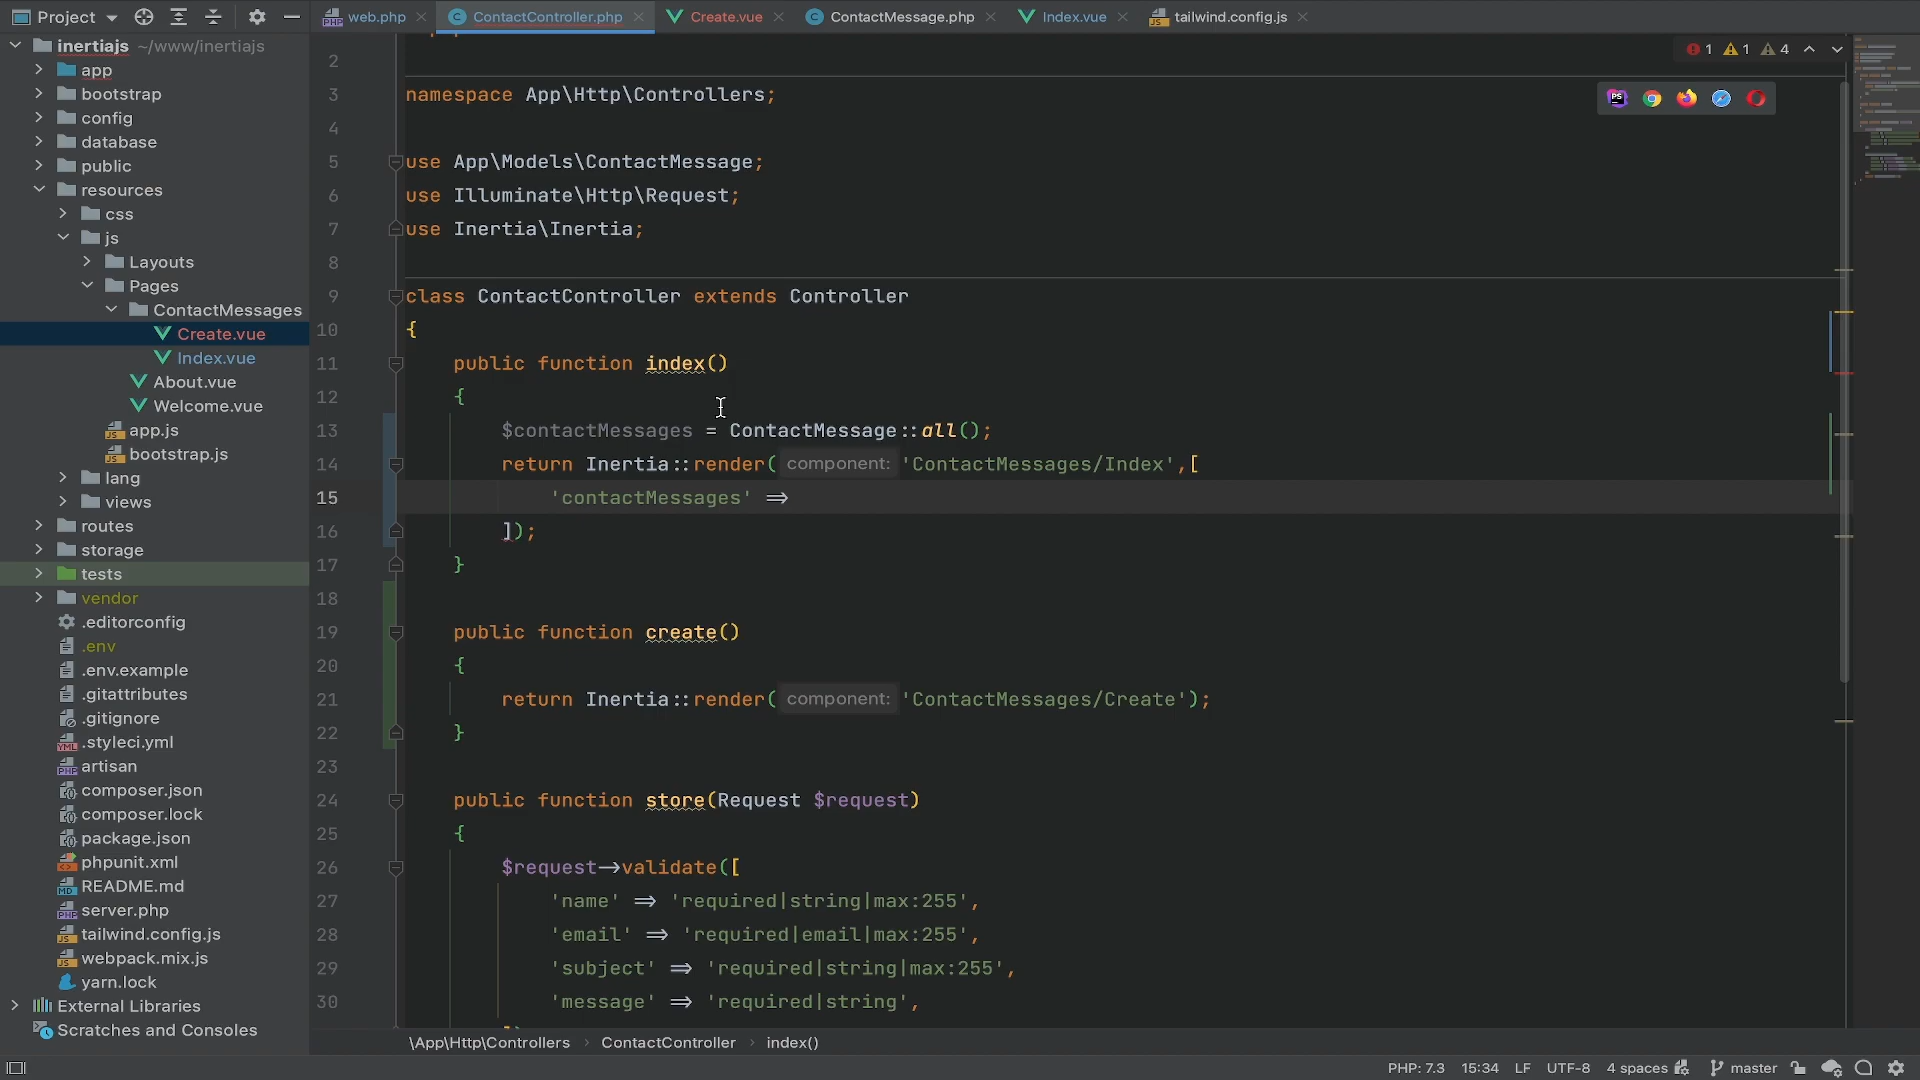 Project
web.php
ContactController.php
Create.vue
ContactMessage.php
Index.vue
tailwind.config.js
inertiajs ~/www/inertiajs
app
bootstrap
config
database
public
resources
css
js
Layouts
Pages
ContactMessages
Create.vue
Index.vue
About.vue
Welcome.vue
app.js
bootstrap.js
lang
views
routes
storage
tests
vendor
.editorconfig
.env
.env.example
.gitattributes
.gitignore
.styleci.yml
artisan
composer.json
composer.lock
package.json
phpunit.xml
README.md
server.php
tailwind.config.js
webpack.mix.js
yarn.lock
External Libraries
Scratches and Consoles
1 1 4
2
3 namespace App\Http\Controllers;
4
5 use App\Models\ContactMessage;
6 use Illuminate\Http\Request;
7 use Inertia\Inertia;
8
9 class ContactController extends Controller
10 {
11 public function index()
12 {
13 $contactMessages = ContactMessage::all();
14 return Inertia::render( component: 'ContactMessages/Index',[
15 'contactMessages' =>
16 ]);
17 }
18
19 public function create()
20 {
21 return Inertia::render( component: 'ContactMessages/Create');
22 }
23
24 public function store(Request $request)
25 {
26 $request->validate([
27 'name' => 'required|string|max:255',
28 'email' => 'required|email|max:255',
29 'subject' => 'required|string|max:255',
30 'message' => 'required|string',
\App\Http\Controllers › ContactController › index()
PHP: 7.3 15:34 LF UTF-8 4 spaces master